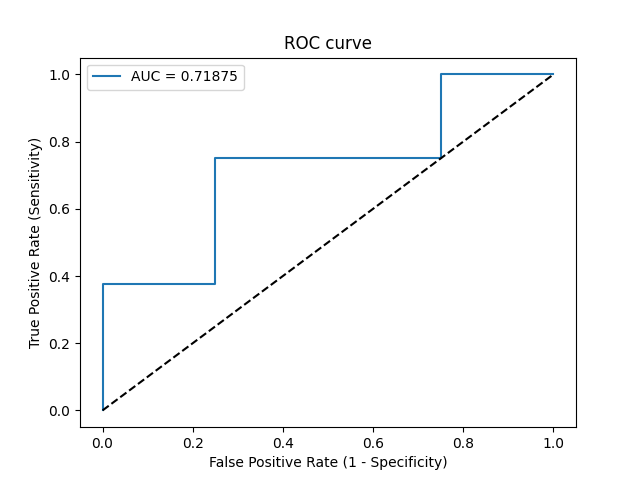 ROC curve
AUC = 0.71875
1.0
0.8
0.6
0.4
0.2
0.0
True Positive Rate (Sensitivity)
0.0 0.2 0.4 0.6 0.8 1.0
False Positive Rate (1 - Specificity)